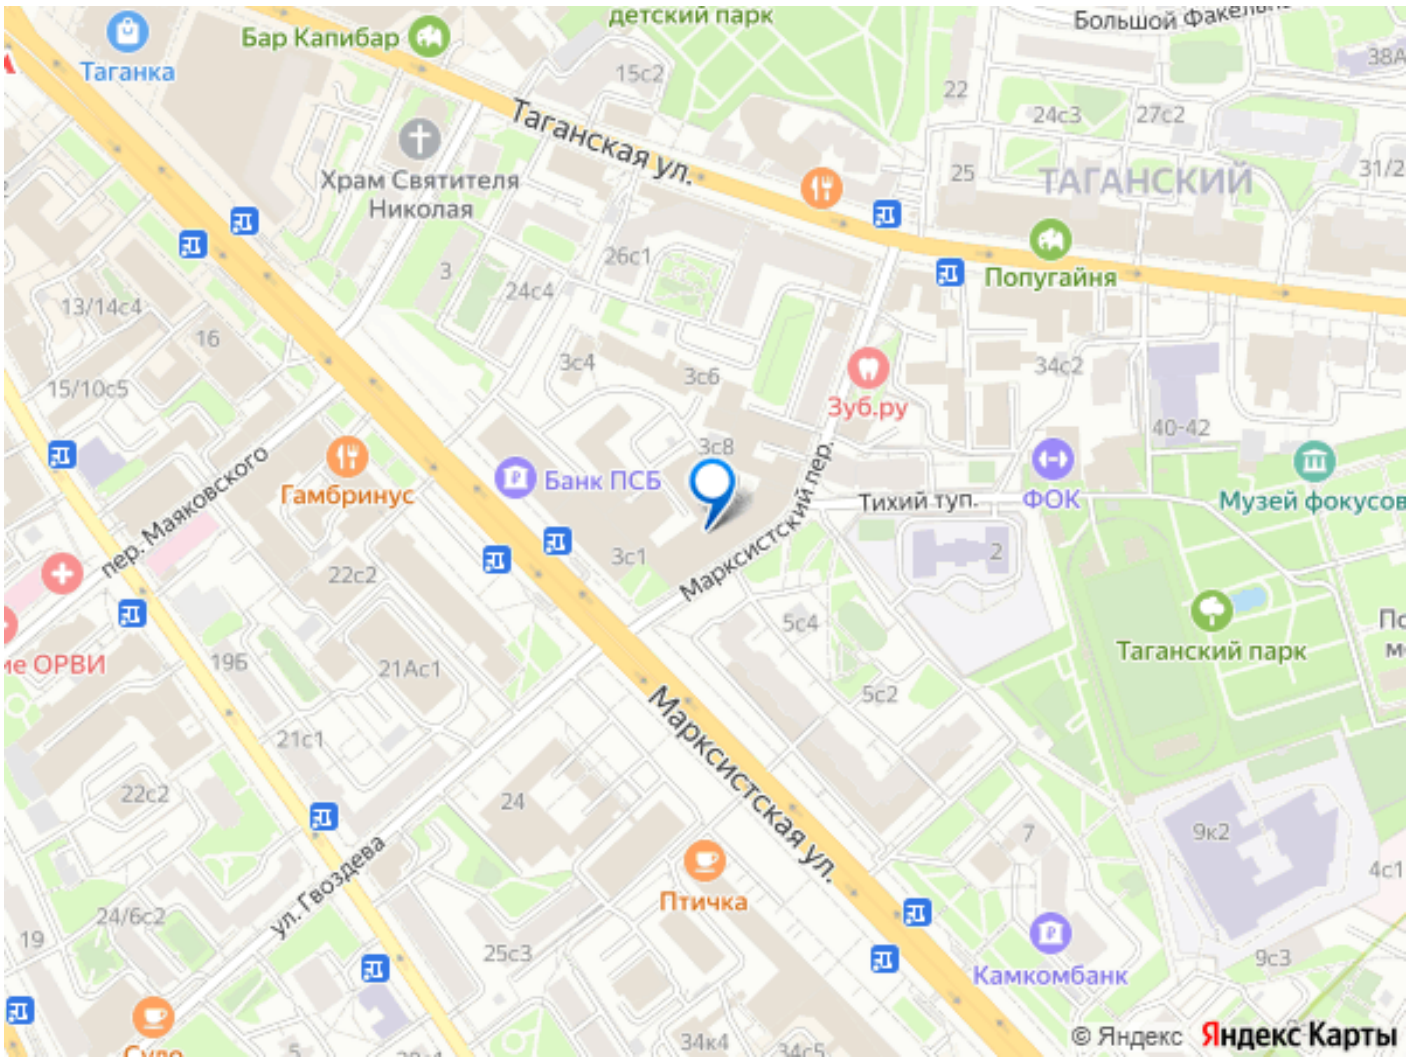 детский парк
Большой Факельн
Бар Капибар
Таганка
15с2
38А
22
24с3
27с2
Таганская ул.
Храм Святителя
Николая
25
ТАГАНСКИЙ
31/2
26с1
3
24с4
Попугайня
13/14с4
16
3с4
3с6
34с2
15/10с5
Зуб.ру
40-42
3с8
Гамбринус
Банк ПСБ
пер. Маяковского
Марксистский пер.
Тихий туп.
ФОК
Музей фокусов
22с2
3с1
2
5с4
Таганский парк
ие ОРВИ
19Б
21Ас1
5с2
21с1
Марксистская ул.
22с2
24
7
9к2
4с1
ул. Гвоздева
Птичка
24/6с2
19
25с3
Камкомбанк
9с3
5
34к4
34с5
© Яндекс Яндекс Карты